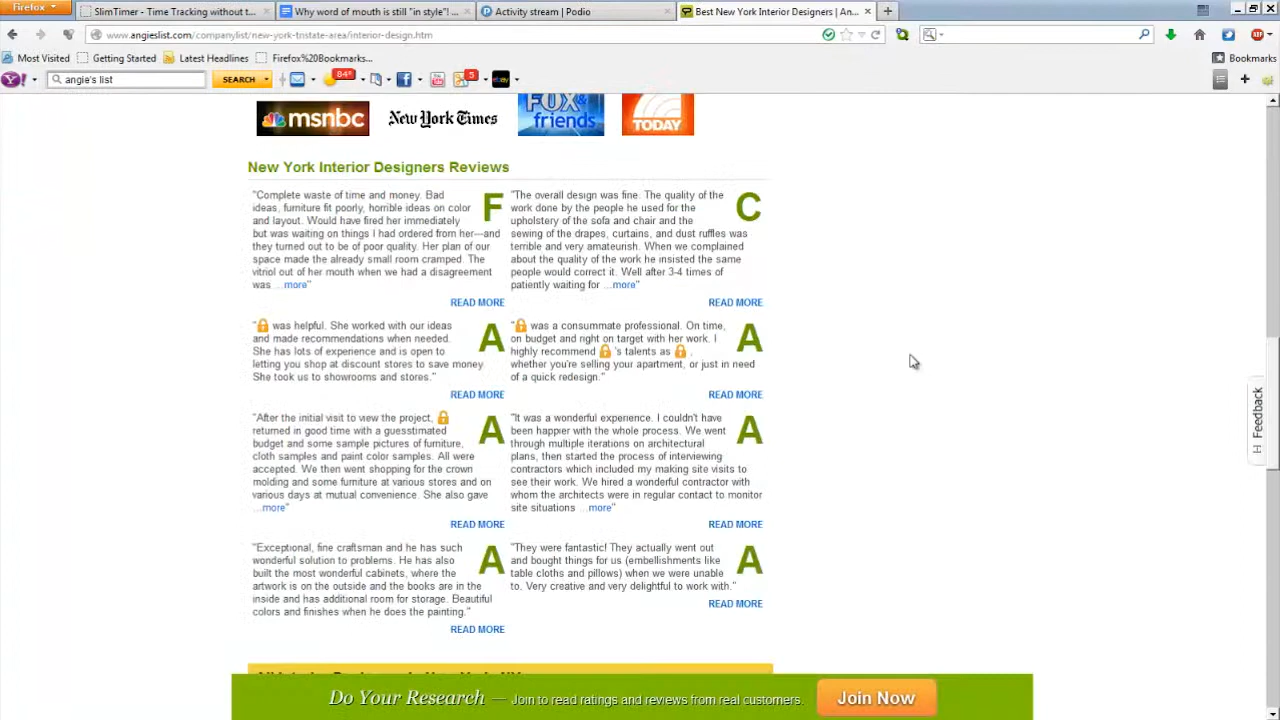 Firefox
SlimTimer - Time Tracking without t...
Why word of mouth is still "in style"! ...
Activity stream | Podio
Best New York Interior Designers | An...
www.angieslist.com/companylist/new-york-tristate-area/interior-design.htm
Most Visited
Getting Started
Latest Headlines
Firefox%20Bookmarks...
Bookmarks
angie's list
SEARCH
84°
5
ebay
msnbc
New York Times
FOX &
friends
TODAY
New York Interior Designers Reviews
"Complete waste of time and money. Bad
ideas, furniture fit poorly, horrible ideas on color
and layout. Would have fired her immediately
but was waiting on things I had ordered from her---and
they turned out to be of poor quality. Her plan of our
space made the already small room cramped. The
vitriol out of her mouth when we had a disagreement
was ...more"
F
READ MORE
"The overall design was fine. The quality of the
work done by the people he used for the
upholstery of the sofa and chair and the
sewing of the drapes, curtains, and dust ruffles was
terrible and very amateurish. When we complained
about the quality of the work he insisted the same
people would correct it. Well after 3-4 times of
patiently waiting for ...more"
C
READ MORE
" was helpful. She worked with our ideas
and made recommendations when needed.
She has lots of experience and is open to
letting you shop at discount stores to save money.
She took us to showrooms and stores."
A
READ MORE
" was a consummate professional. On time,
on budget and right on target with her work. I
highly recommend 's talents as ,
whether you're selling your apartment, or just in need
of a quick redesign."
A
READ MORE
"After the initial visit to view the project,
returned in good time with a guesstimated
budget and some sample pictures of furniture,
cloth samples and paint color samples. All were
accepted. We then went shopping for the crown
molding and some furniture at various stores and on
various days at mutual convenience. She also gave
...more"
A
READ MORE
"It was a wonderful experience. I couldn't have
been happier with the whole process. We went
through multiple iterations on architectural
plans, then started the process of interviewing
contractors which included my making site visits to
see their work. We hired a wonderful contractor with
whom the architects were in regular contact to monitor
site situations ...more"
A
READ MORE
"Exceptional, fine craftsman and he has such
wonderful solution to problems. He has also
built the most wonderful cabinets, where the
artwork is on the outside and the books are in the
inside and has additional room for storage. Beautiful
colors and finishes when he does the painting."
A
READ MORE
"They were fantastic! They actually went out
and bought things for us (embellishments like
table cloths and pillows) when we were unable
to. Very creative and very delightful to work with."
A
READ MORE
Feedback
Do Your Research — Join to read ratings and reviews from real customers.
Join Now